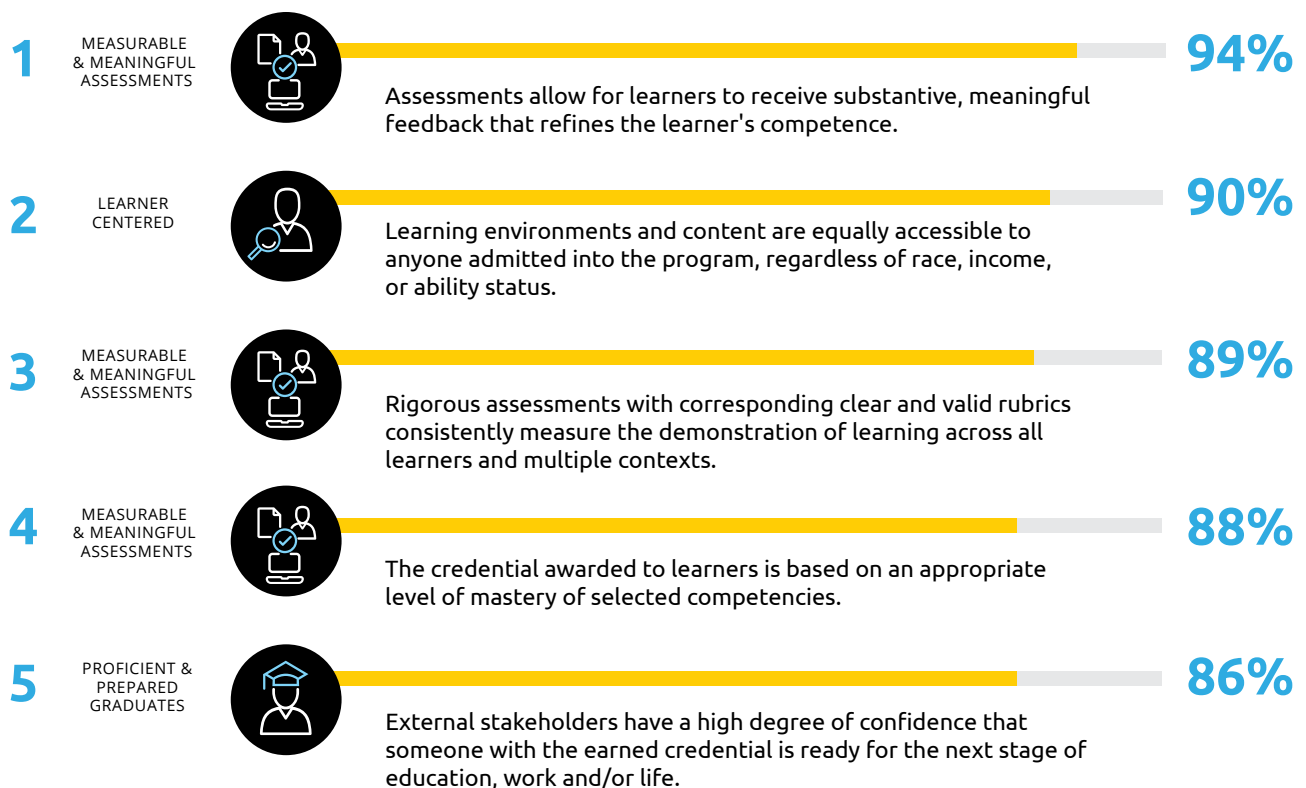 1
MEASURABLE
& MEANINGFUL
ASSESSMENTS
94%
Assessments allow for learners to receive substantive, meaningful
feedback that refines the learner's competence.
2
LEARNER
CENTERED
90%
Learning environments and content are equally accessible to
anyone admitted into the program, regardless of race, income,
or ability status.
3
MEASURABLE
& MEANINGFUL
ASSESSMENTS
89%
Rigorous assessments with corresponding clear and valid rubrics
consistently measure the demonstration of learning across all
learners and multiple contexts.
4
MEASURABLE
& MEANINGFUL
ASSESSMENTS
88%
The credential awarded to learners is based on an appropriate
level of mastery of selected competencies.
5
PROFICIENT &
PREPARED
GRADUATES
86%
External stakeholders have a high degree of confidence that
someone with the earned credential is ready for the next stage of
education, work and/or life.